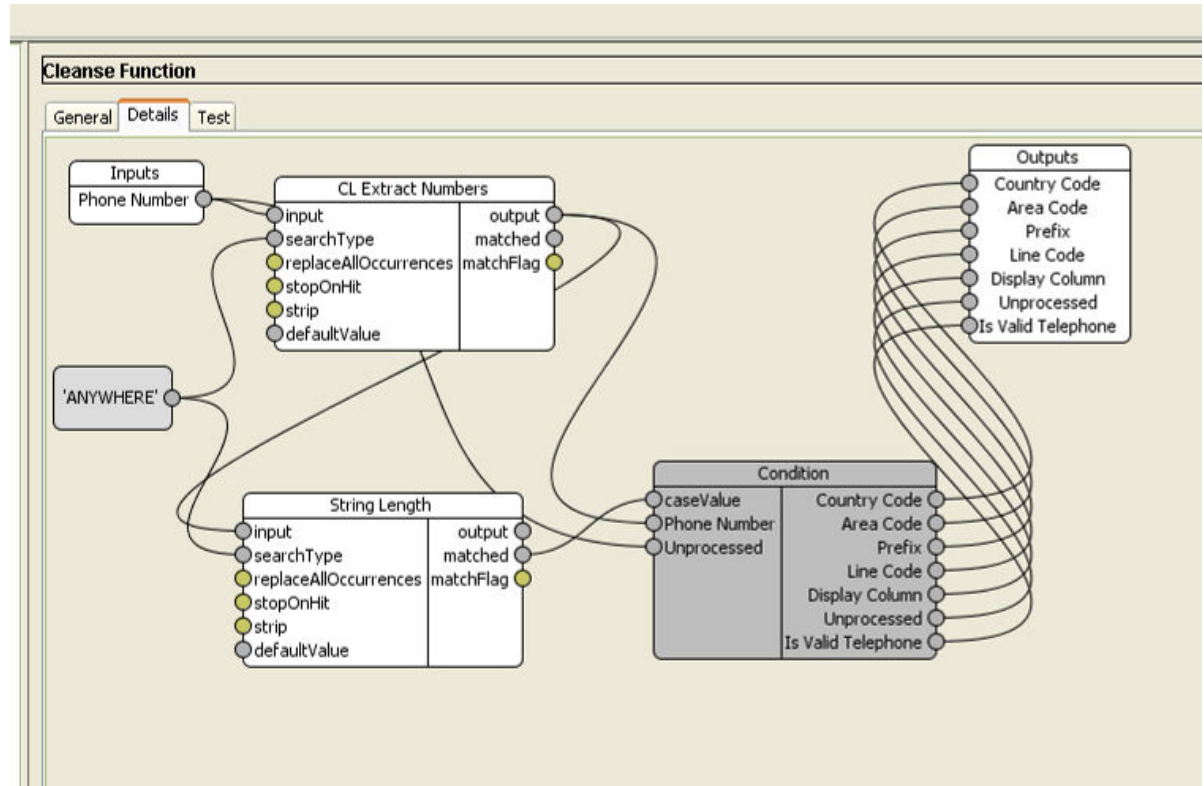 Cleanse Function
General Details Test
Inputs
Phone Number
CL Extract Numbers
input
searchType
replaceAllOccurrences
stopOnHit
strip
defaultValue
output
matched
matchFlag
'ANYWHERE'
String Length
input
searchType
replaceAllOccurrences
stopOnHit
strip
defaultValue
output
matched
matchFlag
Condition
caseValue
Phone Number
Unprocessed
Country Code
Area Code
Prefix
Line Code
Display Column
Unprocessed
Is Valid Telephone
Outputs
Country Code
Area Code
Prefix
Line Code
Display Column
Unprocessed
Is Valid Telephone